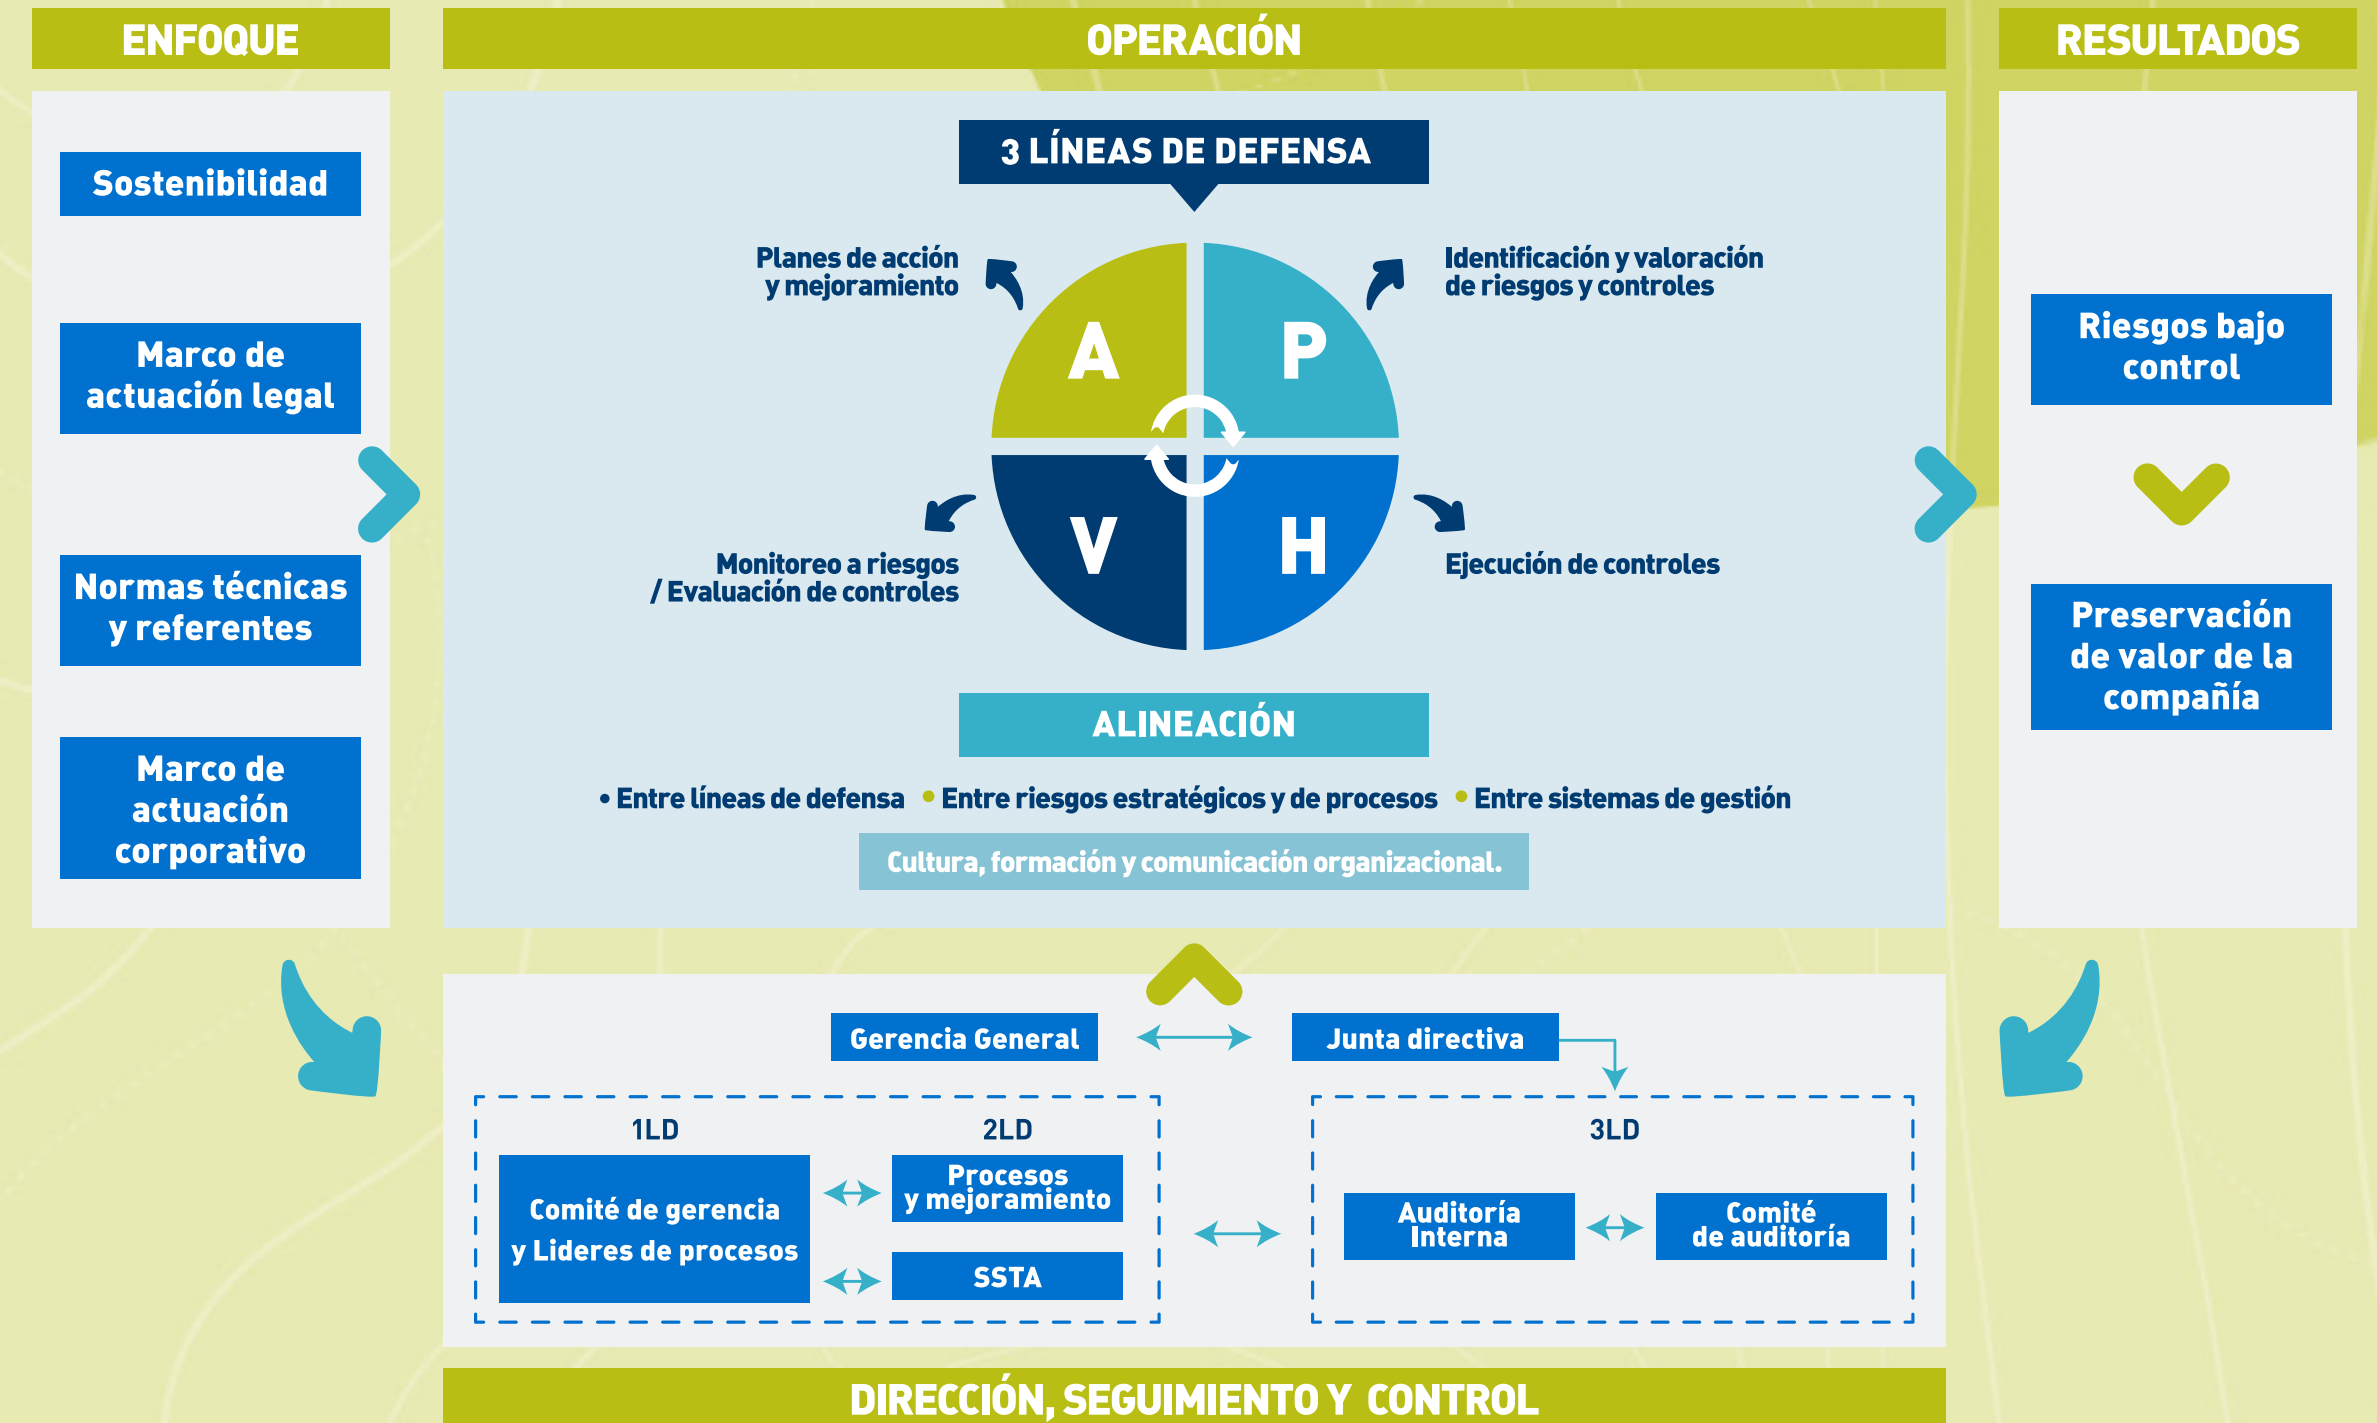 ENFOQUE
Sostenibilidad
Marco de
actuación legal
Normas técnicas
y referentes
Marco de
actuación
corporativo
OPERACIÓN
3 LÍNEAS DE DEFENSA
Planes de acción
y mejoramiento
Identificación y valoración
de riesgos y controles
A
P
V
H
Monitoreo a riesgos
/ Evaluación de controles
Ejecución de controles
ALINEACIÓN
• Entre líneas de defensa • Entre riesgos estratégicos y de procesos • Entre sistemas de gestión
Cultura, formación y comunicación organizacional.
RESULTADOS
Riesgos bajo
control
Preservación
de valor de la
compañía
Gerencia General
Junta directiva
1LD
2LD
Comité de gerencia
y Lideres de procesos
Procesos
y mejoramiento
SSTA
3LD
Auditoría
Interna
Comité
de auditoría
DIRECCIÓN, SEGUIMIENTO Y CONTROL